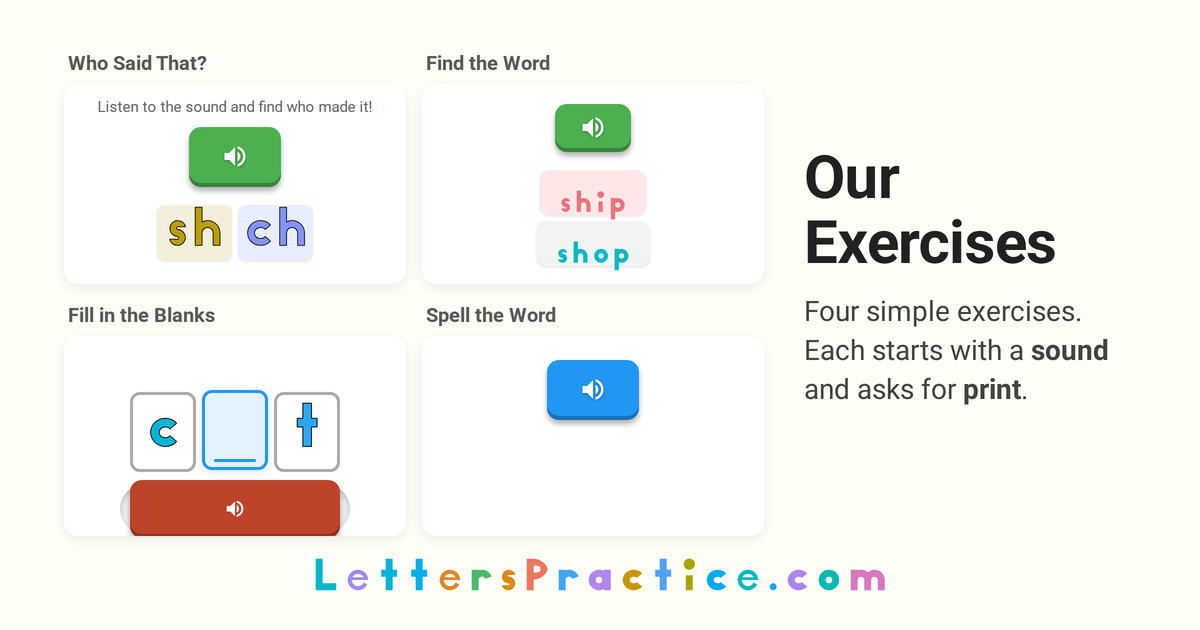 Who Said That?
Listen to the sound and find who made it!
sh ch
Find the Word
ship
shop
Fill in the Blanks
c _ t
Spell the Word
Our
Exercises
Four simple exercises.
Each starts with a sound
and asks for print.
LettersPractice.com